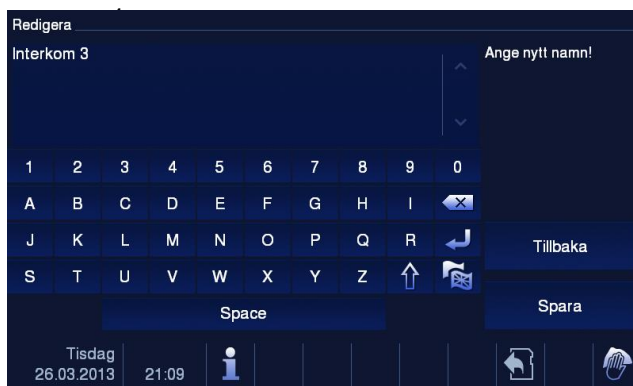 Redigera
Interkom 3
Ange nytt namn!
1 2 3 4 5 6 7 8 9 0
A B C D E F G H I
J K L M N O P Q R
S T U V W X Y Z
Tillbaka
Space
Spara
Tisdag
26.03.2013 21:09